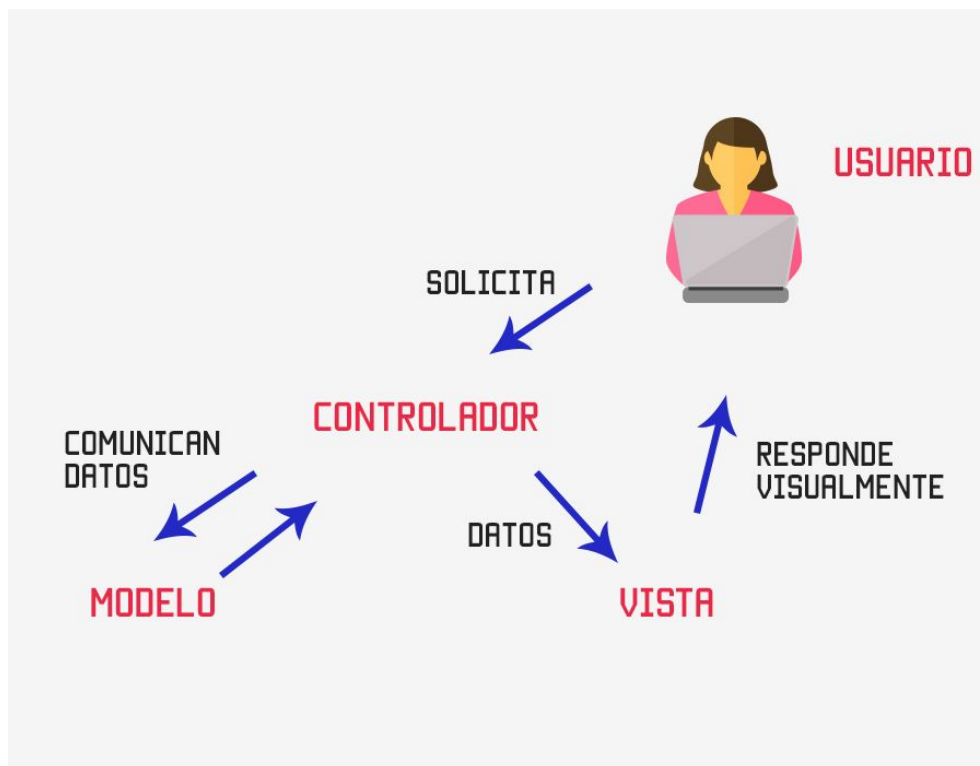 USUARIO
SOLICITA
CONTROLADOR
COMUNICAN
DATOS
RESPONDE
VISUALMENTE
DATOS
MODELO
VISTA